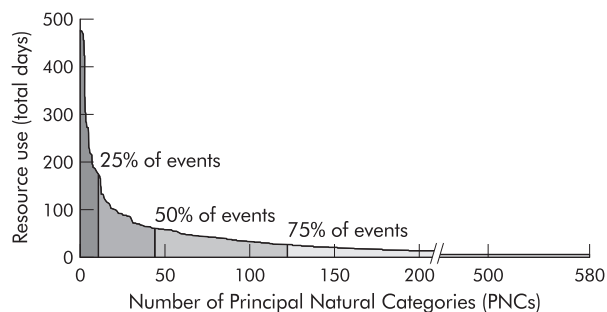 Resource use (total days)
500
400
300
200
100
0
25% of events
50% of events
75% of events
0 50 100 150 200 500 580
Number of Principal Natural Categories (PNCs)